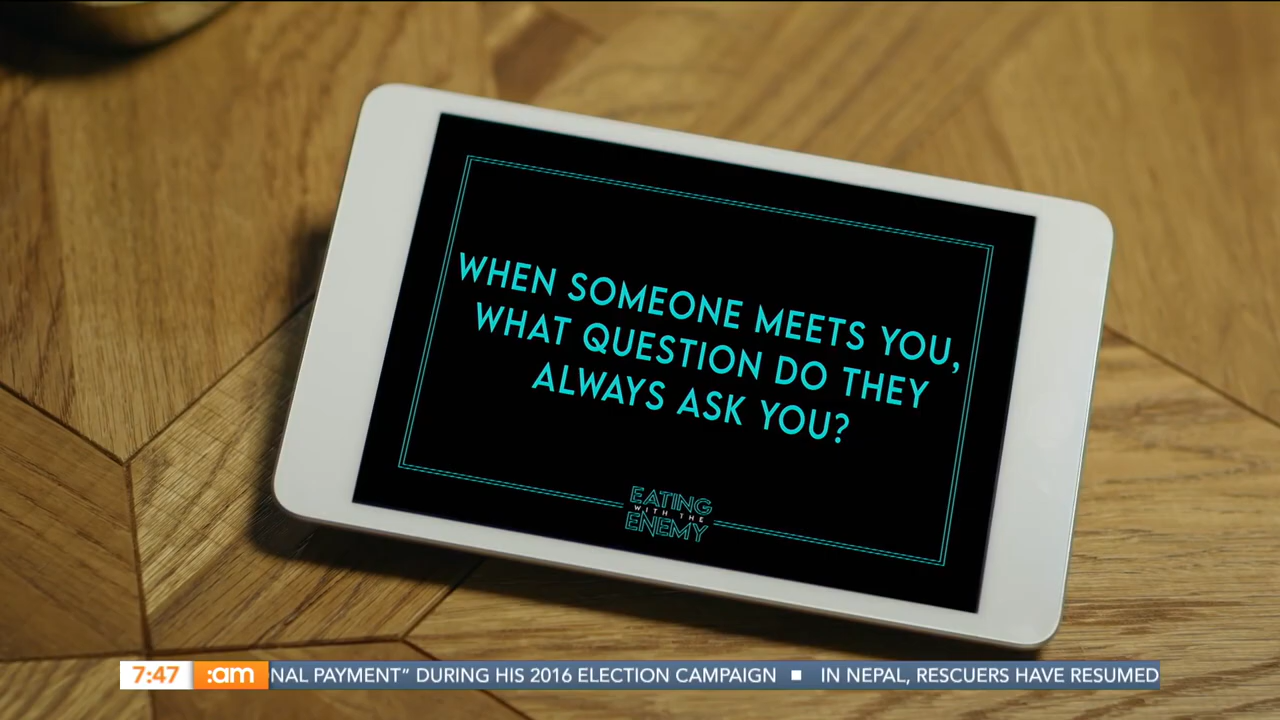 WHEN SOMEONE MEETS YOU,
WHAT QUESTION DO THEY
ALWAYS ASK YOU?
EATING
WITH THE
ENEMY
7:47 :am NAL PAYMENT“ DURING HIS 2016 ELECTION CAMPAIGN ■ IN NEPAL, RESCUERS HAVE RESUMED